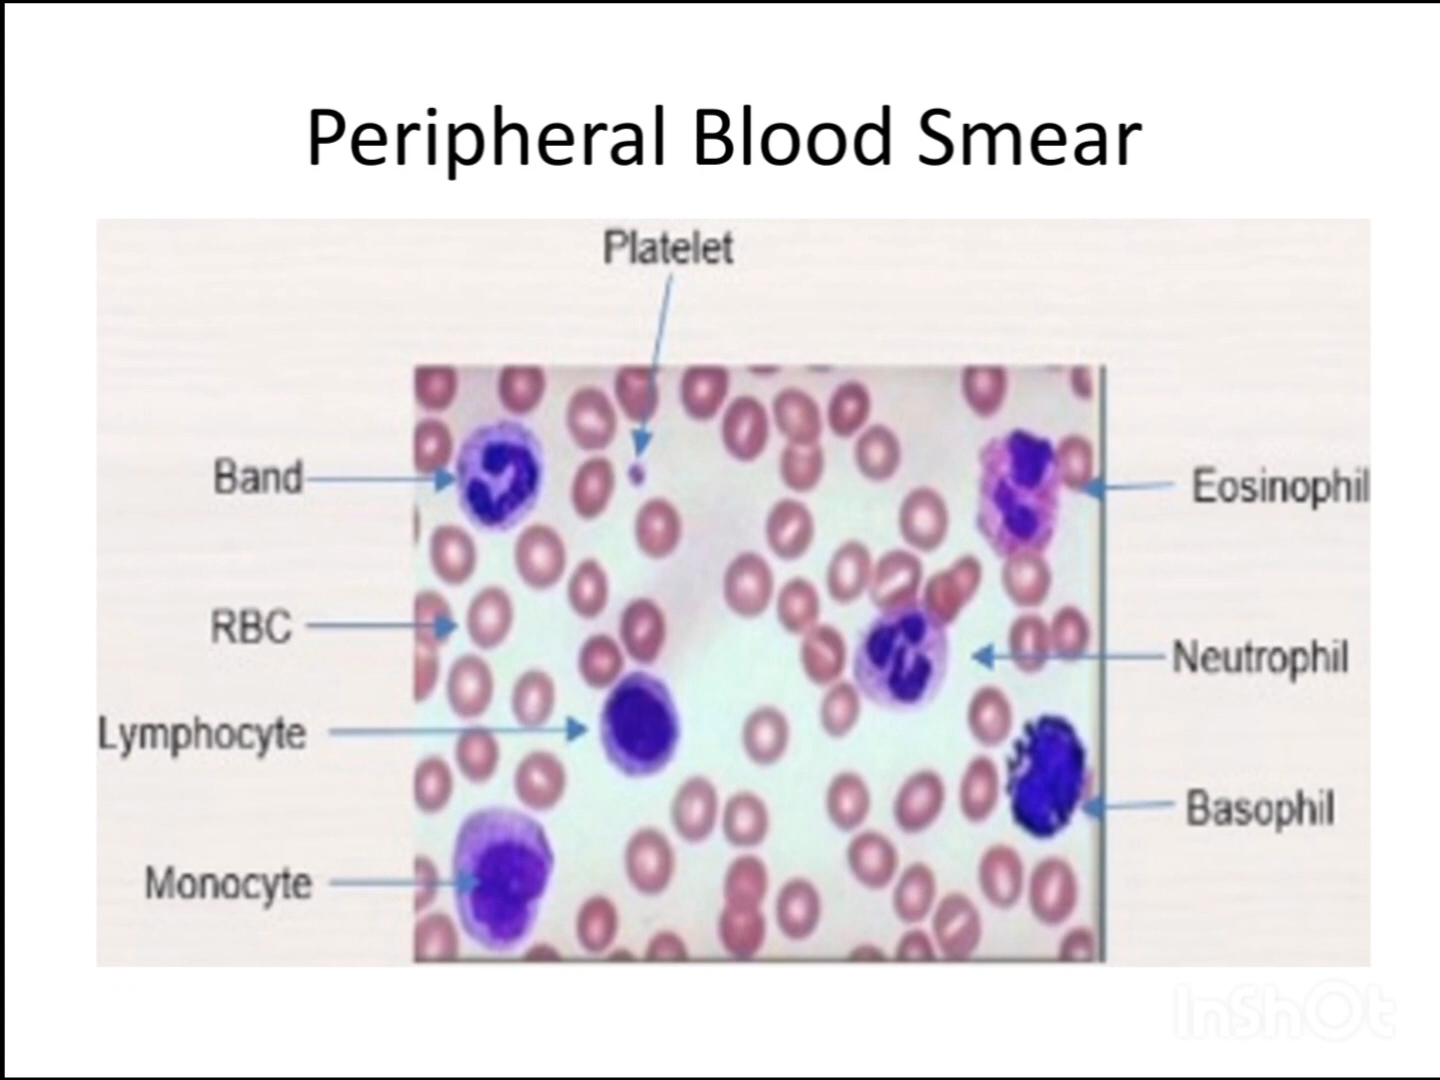 Peripheral Blood Smear
Platelet
Band
Eosinophil
RBC
Neutrophil
Lymphocyte
Basophil
Monocyte
InShOt